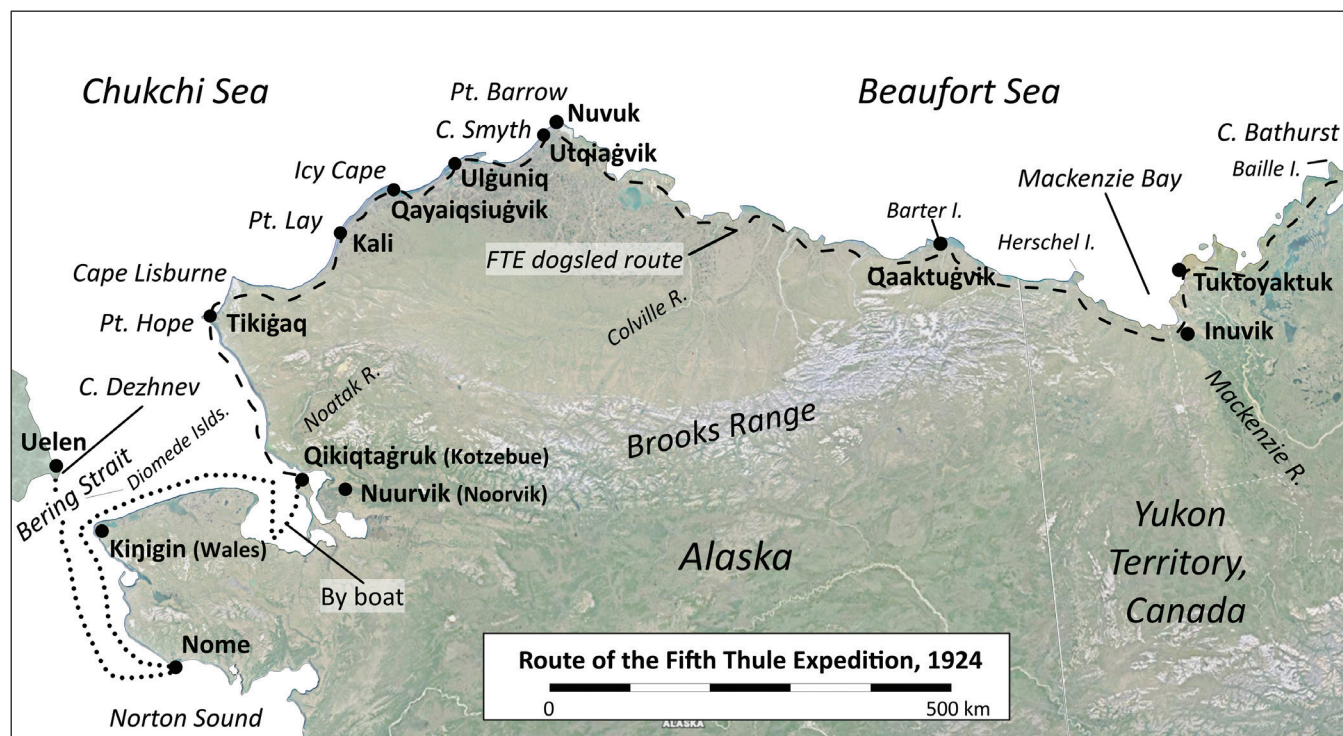 Chukchi Sea
Beaufort Sea
Pt. Barrow
Nuvuk
C. Smyth
Utqiaġvik
C. Bathurst
Baille I.
Icy Cape
Ulġuniq
Mackenzie Bay
Qayaiqsiuġvik
Pt. Lay
Kali
Barter I.
Herschel I.
FTE dogsled route
Qaaktuġvik
Tuktoyaktuk
Cape Lisburne
Pt. Hope
Tikiġaq
Colville R.
Inuvik
C. Dezhnev
Noatak R.
Mackenzie R.
Uelen
Diomede Islds.
Brooks Range
Bering Strait
Qikiqtaġruk (Kotzebue)
Nuurvik (Noorvik)
Kiŋigin (Wales)
Alaska
Yukon
Territory,
Canada
By boat
Nome
Route of the Fifth Thule Expedition, 1924
0
500 km
Norton Sound
ALASKA